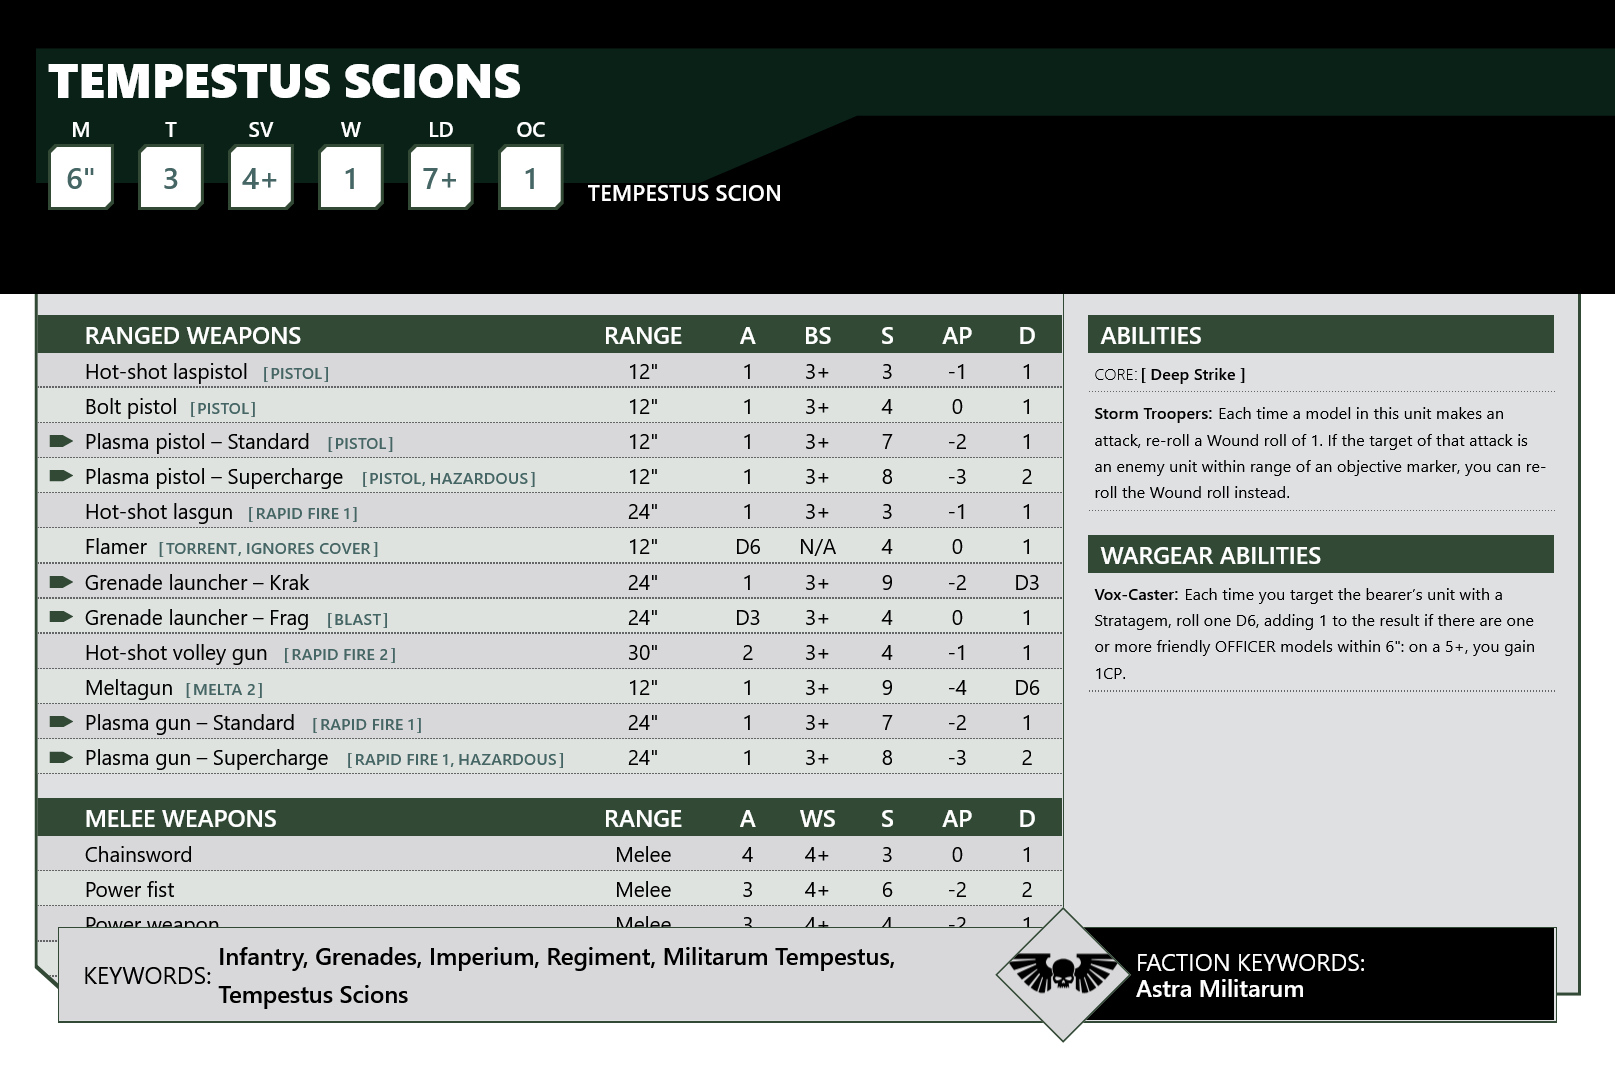 TEMPESTUS SCIONS
M T SV W LD OC
6" 3 4+ 1 7+ 1 TEMPESTUS SCION
RANGED WEAPONS RANGE A BS S AP D
Hot-shot laspistol [PISTOL] 12" 1 3+ 3 -1 1
Bolt pistol [PISTOL] 12" 1 3+ 4 0 1
Plasma pistol – Standard [PISTOL] 12" 1 3+ 7 -2 1
Plasma pistol – Supercharge [PISTOL, HAZARDOUS] 12" 1 3+ 8 -3 2
Hot-shot lasgun [RAPID FIRE 1] 24" 1 3+ 3 -1 1
Flamer [TORRENT, IGNORES COVER] 12" D6 N/A 4 0 1
Grenade launcher – Krak 24" 1 3+ 9 -2 D3
Grenade launcher – Frag [BLAST] 24" D3 3+ 4 0 1
Hot-shot volley gun [RAPID FIRE 2] 30" 2 3+ 4 -1 1
Meltagun [MELTA 2] 12" 1 3+ 9 -4 D6
Plasma gun – Standard [RAPID FIRE 1] 24" 1 3+ 7 -2 1
Plasma gun – Supercharge [RAPID FIRE 1, HAZARDOUS] 24" 1 3+ 8 -3 2
MELEE WEAPONS RANGE A WS S AP D
Chainsword Melee 4 4+ 3 0 1
Power fist Melee 3 4+ 6 -2 2
Power weapon Melee 3 4+ 4 -2 1
ABILITIES
CORE: [ Deep Strike ]
Storm Troopers: Each time a model in this unit makes an
attack, re-roll a Wound roll of 1. If the target of that attack is
an enemy unit within range of an objective marker, you can re-
roll the Wound roll instead.
WARGEAR ABILITIES
Vox-Caster: Each time you target the bearer’s unit with a
Stratagem, roll one D6, adding 1 to the result if there are one
or more friendly OFFICER models within 6": on a 5+, you gain
1CP.
KEYWORDS: Infantry, Grenades, Imperium, Regiment, Militarum Tempestus,
Tempestus Scions
FACTION KEYWORDS:
Astra Militarum